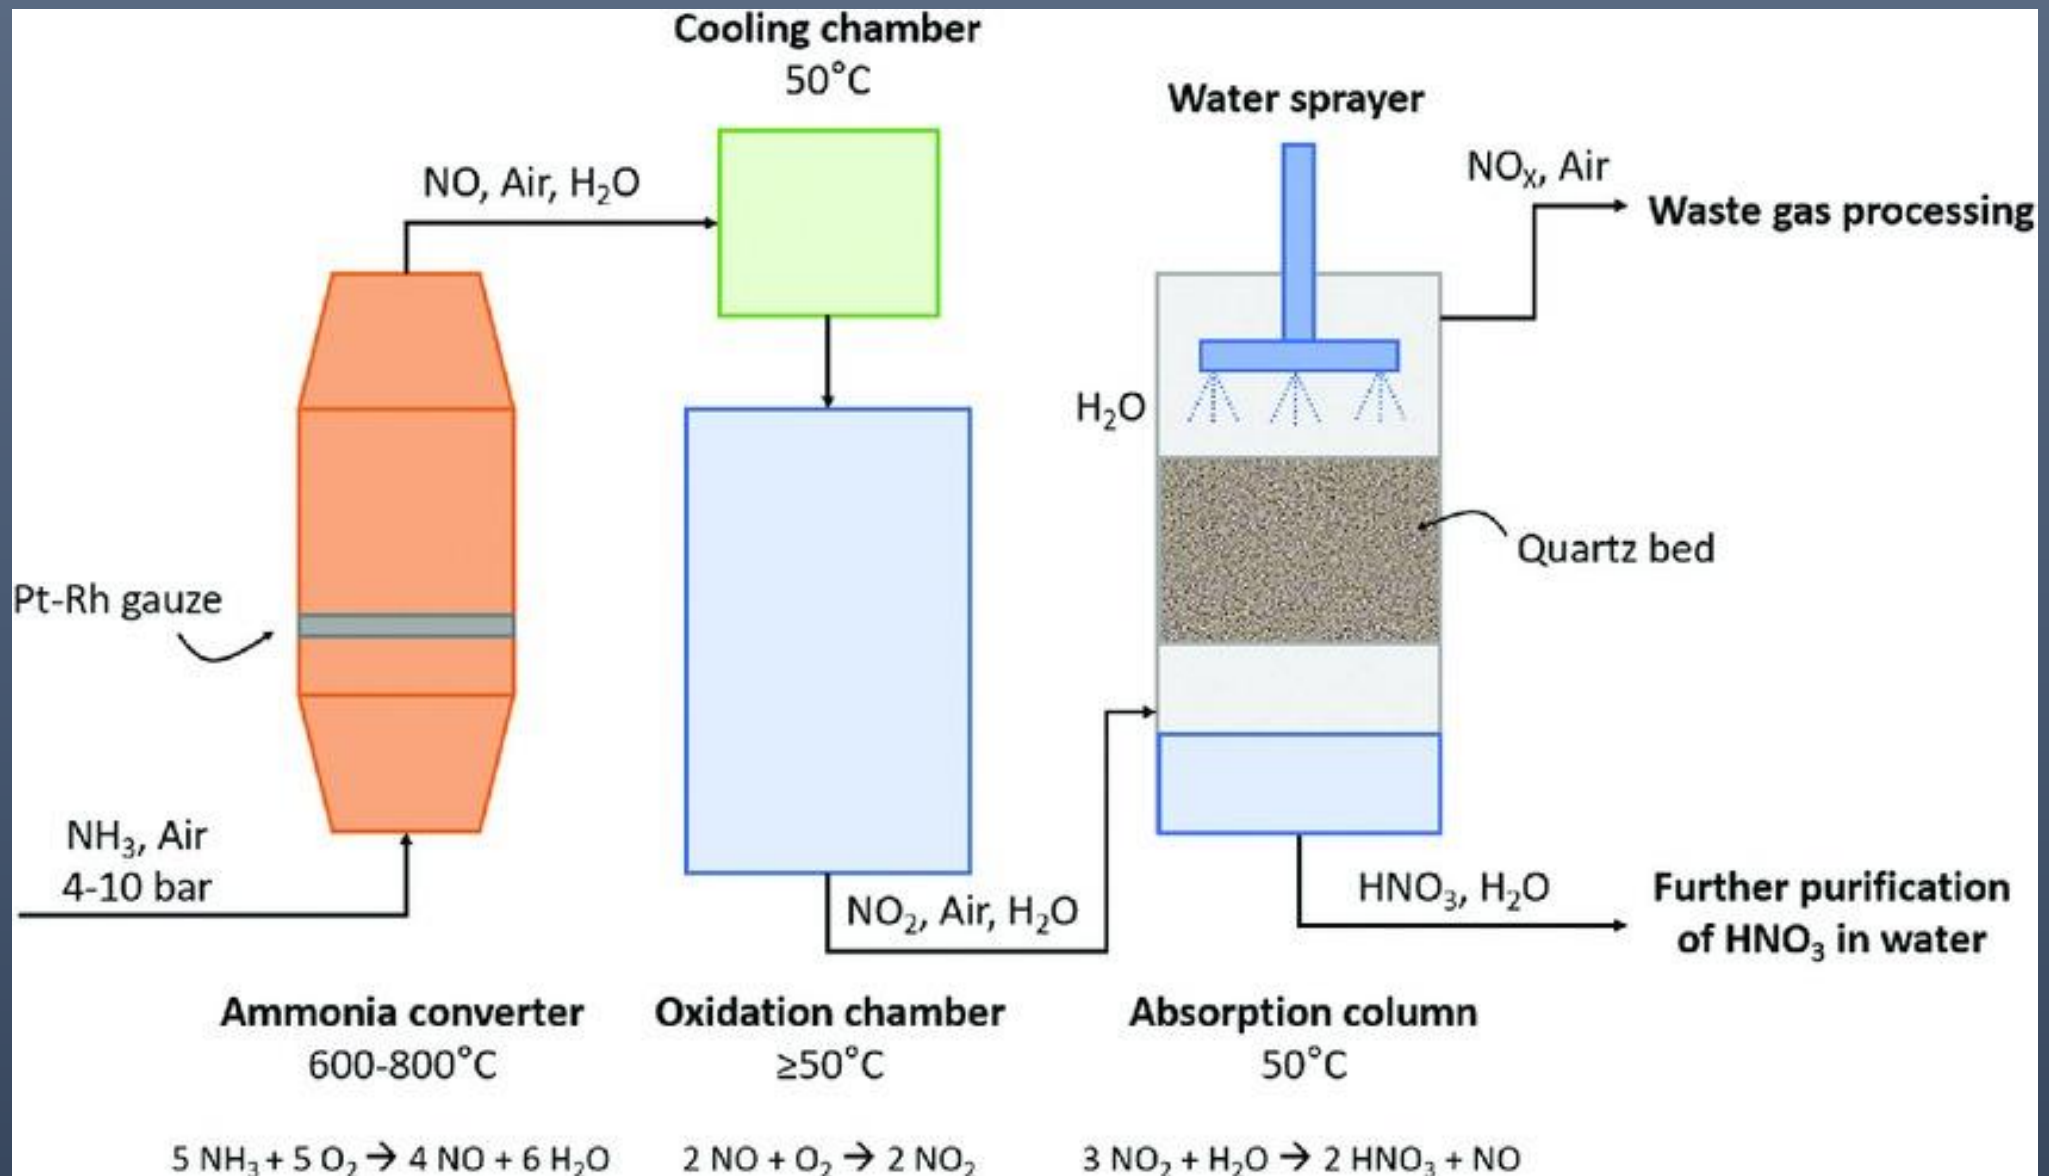 Cooling chamber
50°C
Water sprayer
NO, Air, H₂O
NOₓ, Air
Waste gas processing
H₂O
Quartz bed
Pt-Rh gauze
NH₃, Air
4-10 bar
NO₂, Air, H₂O
HNO₃, H₂O
Further purification
of HNO₃ in water
Ammonia converter
600-800°C
Oxidation chamber
≥50°C
Absorption column
50°C
5 NH₃ + 5 O₂ → 4 NO + 6 H₂O
2 NO + O₂ → 2 NO₂
3 NO₂ + H₂O → 2 HNO₃ + NO